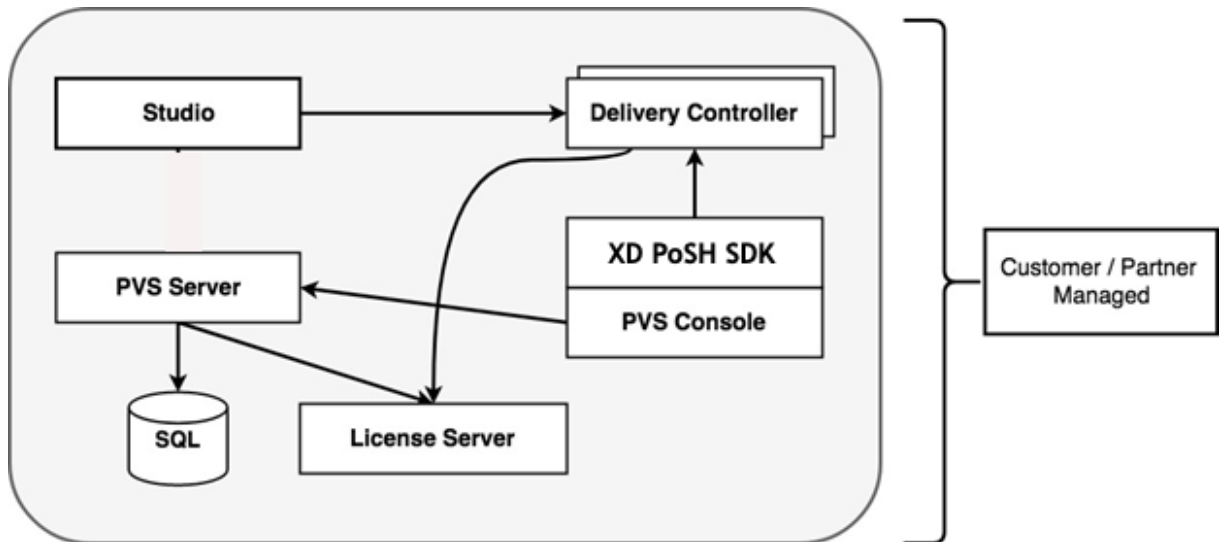 Studio
Delivery Controller
XD PoSH SDK
PVS Server
PVS Console
Customer / Partner
Managed
SQL
License Server